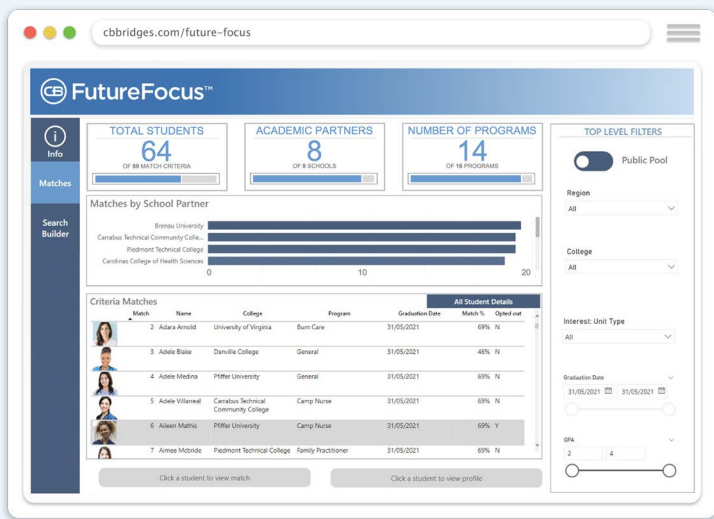 cbbridges.com/future-focus
CB FutureFocus™
Info
Matches
Search
Builder
TOTAL STUDENTS
64
OF 89 MATCH CRITERIA
ACADEMIC PARTNERS
8
OF 9 SCHOOLS
NUMBER OF PROGRAMS
14
OF 16 PROGRAMS
Matches by School Partner
Brenau University
Carrabus Technical Community Colle...
Piedmont Technical College
Carolinas College of Health Sciences
0 10 20
Criteria Matches
All Student Details
Match Name College Program Graduation Date Match % Opted out
2 Adara Arnold University of Virginia Burn Care 31/05/2021 69% N
3 Adele Blake Danville College General 31/05/2021 46% N
4 Adele Medina Pfiffer University General 31/05/2021 69% N
5 Adele Villarreal Carrabus Technical Camp Nurse 31/05/2021 69% N
Community College
6 Aileen Mathis Pfiffer University Camp Nurse 31/05/2021 69% Y
7 Aimee Mcbride Piedmont Technical College Family Practitioner 31/05/2021 69% N
Click a student to view match
Click a student to view profile
TOP LEVEL FILTERS
Public Pool
Region
All
College
All
Interest: Unit Type
All
Graduation Date
31/05/2021 31/05/2021
GPA
2 4